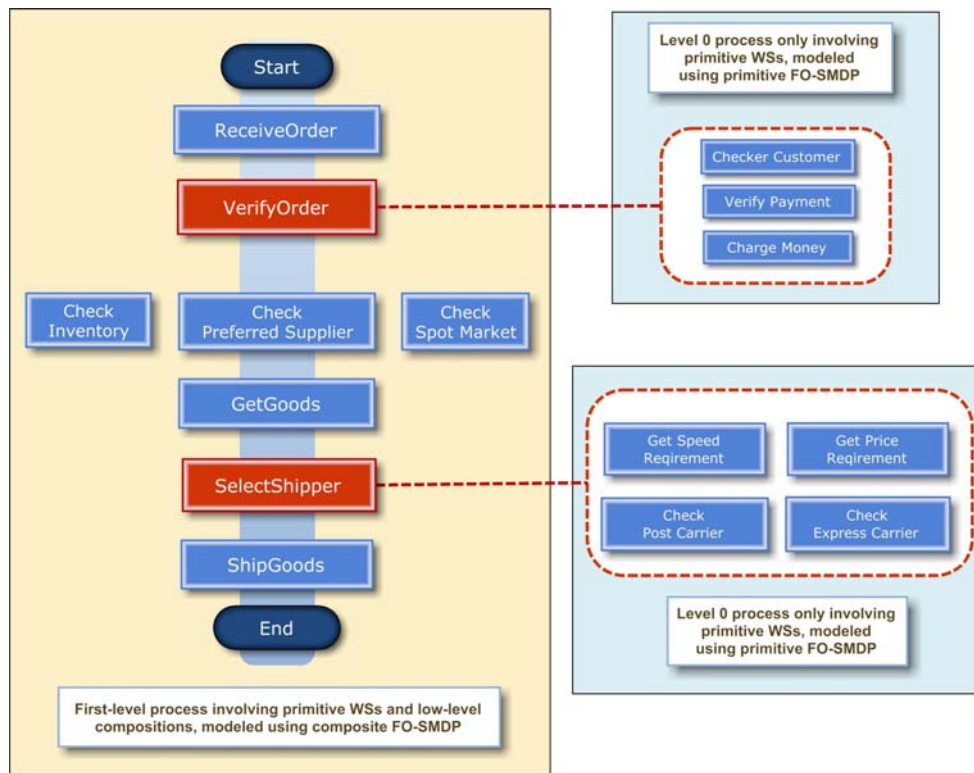 Start
ReceiveOrder
VerifyOrder
Check
Inventory
Check
Preferred Supplier
Check
Spot Market
GetGoods
SelectShipper
ShipGoods
End
First-level process involving primitive WSs and low-level
compositions, modeled using composite FO-SMDP
Level 0 process only involving
primitive WSs, modeled
using primitive FO-SMDP
Checker Customer
Verify Payment
Charge Money
Get Speed
Reqirement
Get Price
Reqirement
Check
Post Carrier
Check
Express Carrier
Level 0 process only involving
primitive WSs, modeled
using primitive FO-SMDP